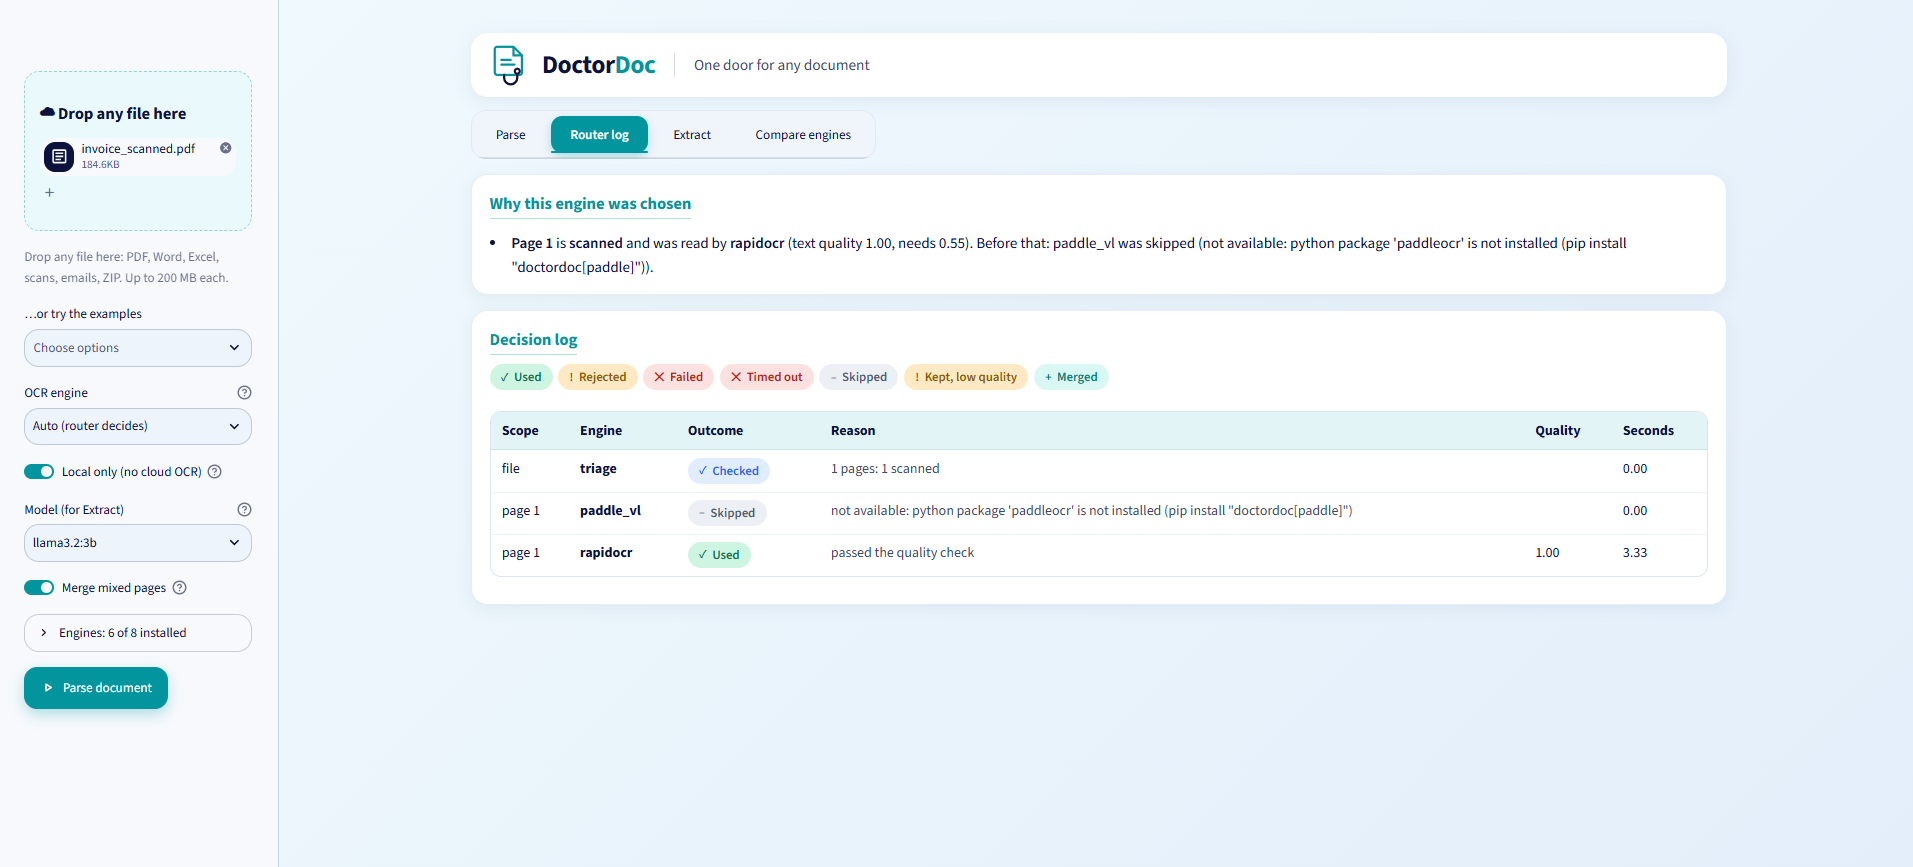 Drop any file here
invoice_scanned.pdf
184.6KB
+
Drop any file here: PDF, Word, Excel,
scans, emails, ZIP. Up to 200 MB each.
...or try the examples
Choose options
OCR engine
Auto (router decides)
Local only (no cloud OCR)
Model (for Extract)
llama3.2:3b
Merge mixed pages
Engines: 6 of 8 installed
Parse document
DoctorDoc One door for any document
Parse Router log Extract Compare engines
Why this engine was chosen
• Page 1 is scanned and was read by rapidocr (text quality 1.00, needs 0.55). Before that: paddle_vl was skipped (not available: python package 'paddleocr' is not installed (pip install
"doctordoc[paddle]")).
Decision log
✓ Used ! Rejected ✕ Failed ✕ Timed out – Skipped ! Kept, low quality + Merged
Scope Engine Outcome Reason Quality Seconds
file triage ✓ Checked 1 pages: 1 scanned 0.00
page 1 paddle_vl – Skipped not available: python package 'paddleocr' is not installed (pip install "doctordoc[paddle]") 0.00
page 1 rapidocr ✓ Used passed the quality check 1.00 3.33